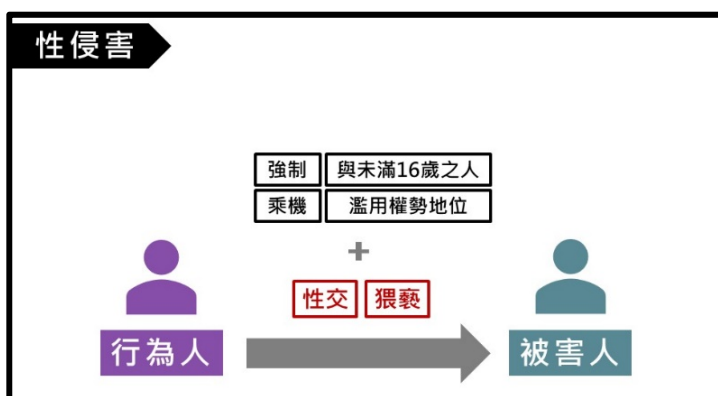 性侵害
強制 與未滿16歲之人
乘機 濫用權勢地位
+
性交 猥褻
行為人 被害人